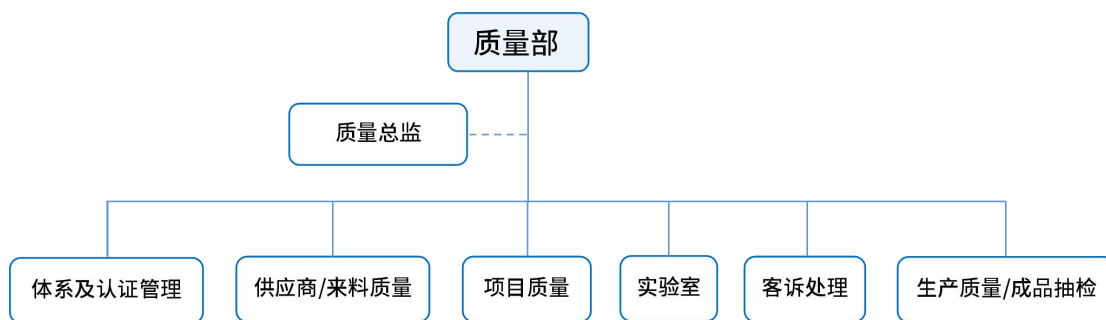 质量部
质量总监
体系及认证管理
供应商/来料质量
项目质量
实验室
客诉处理
生产质量/成品抽检